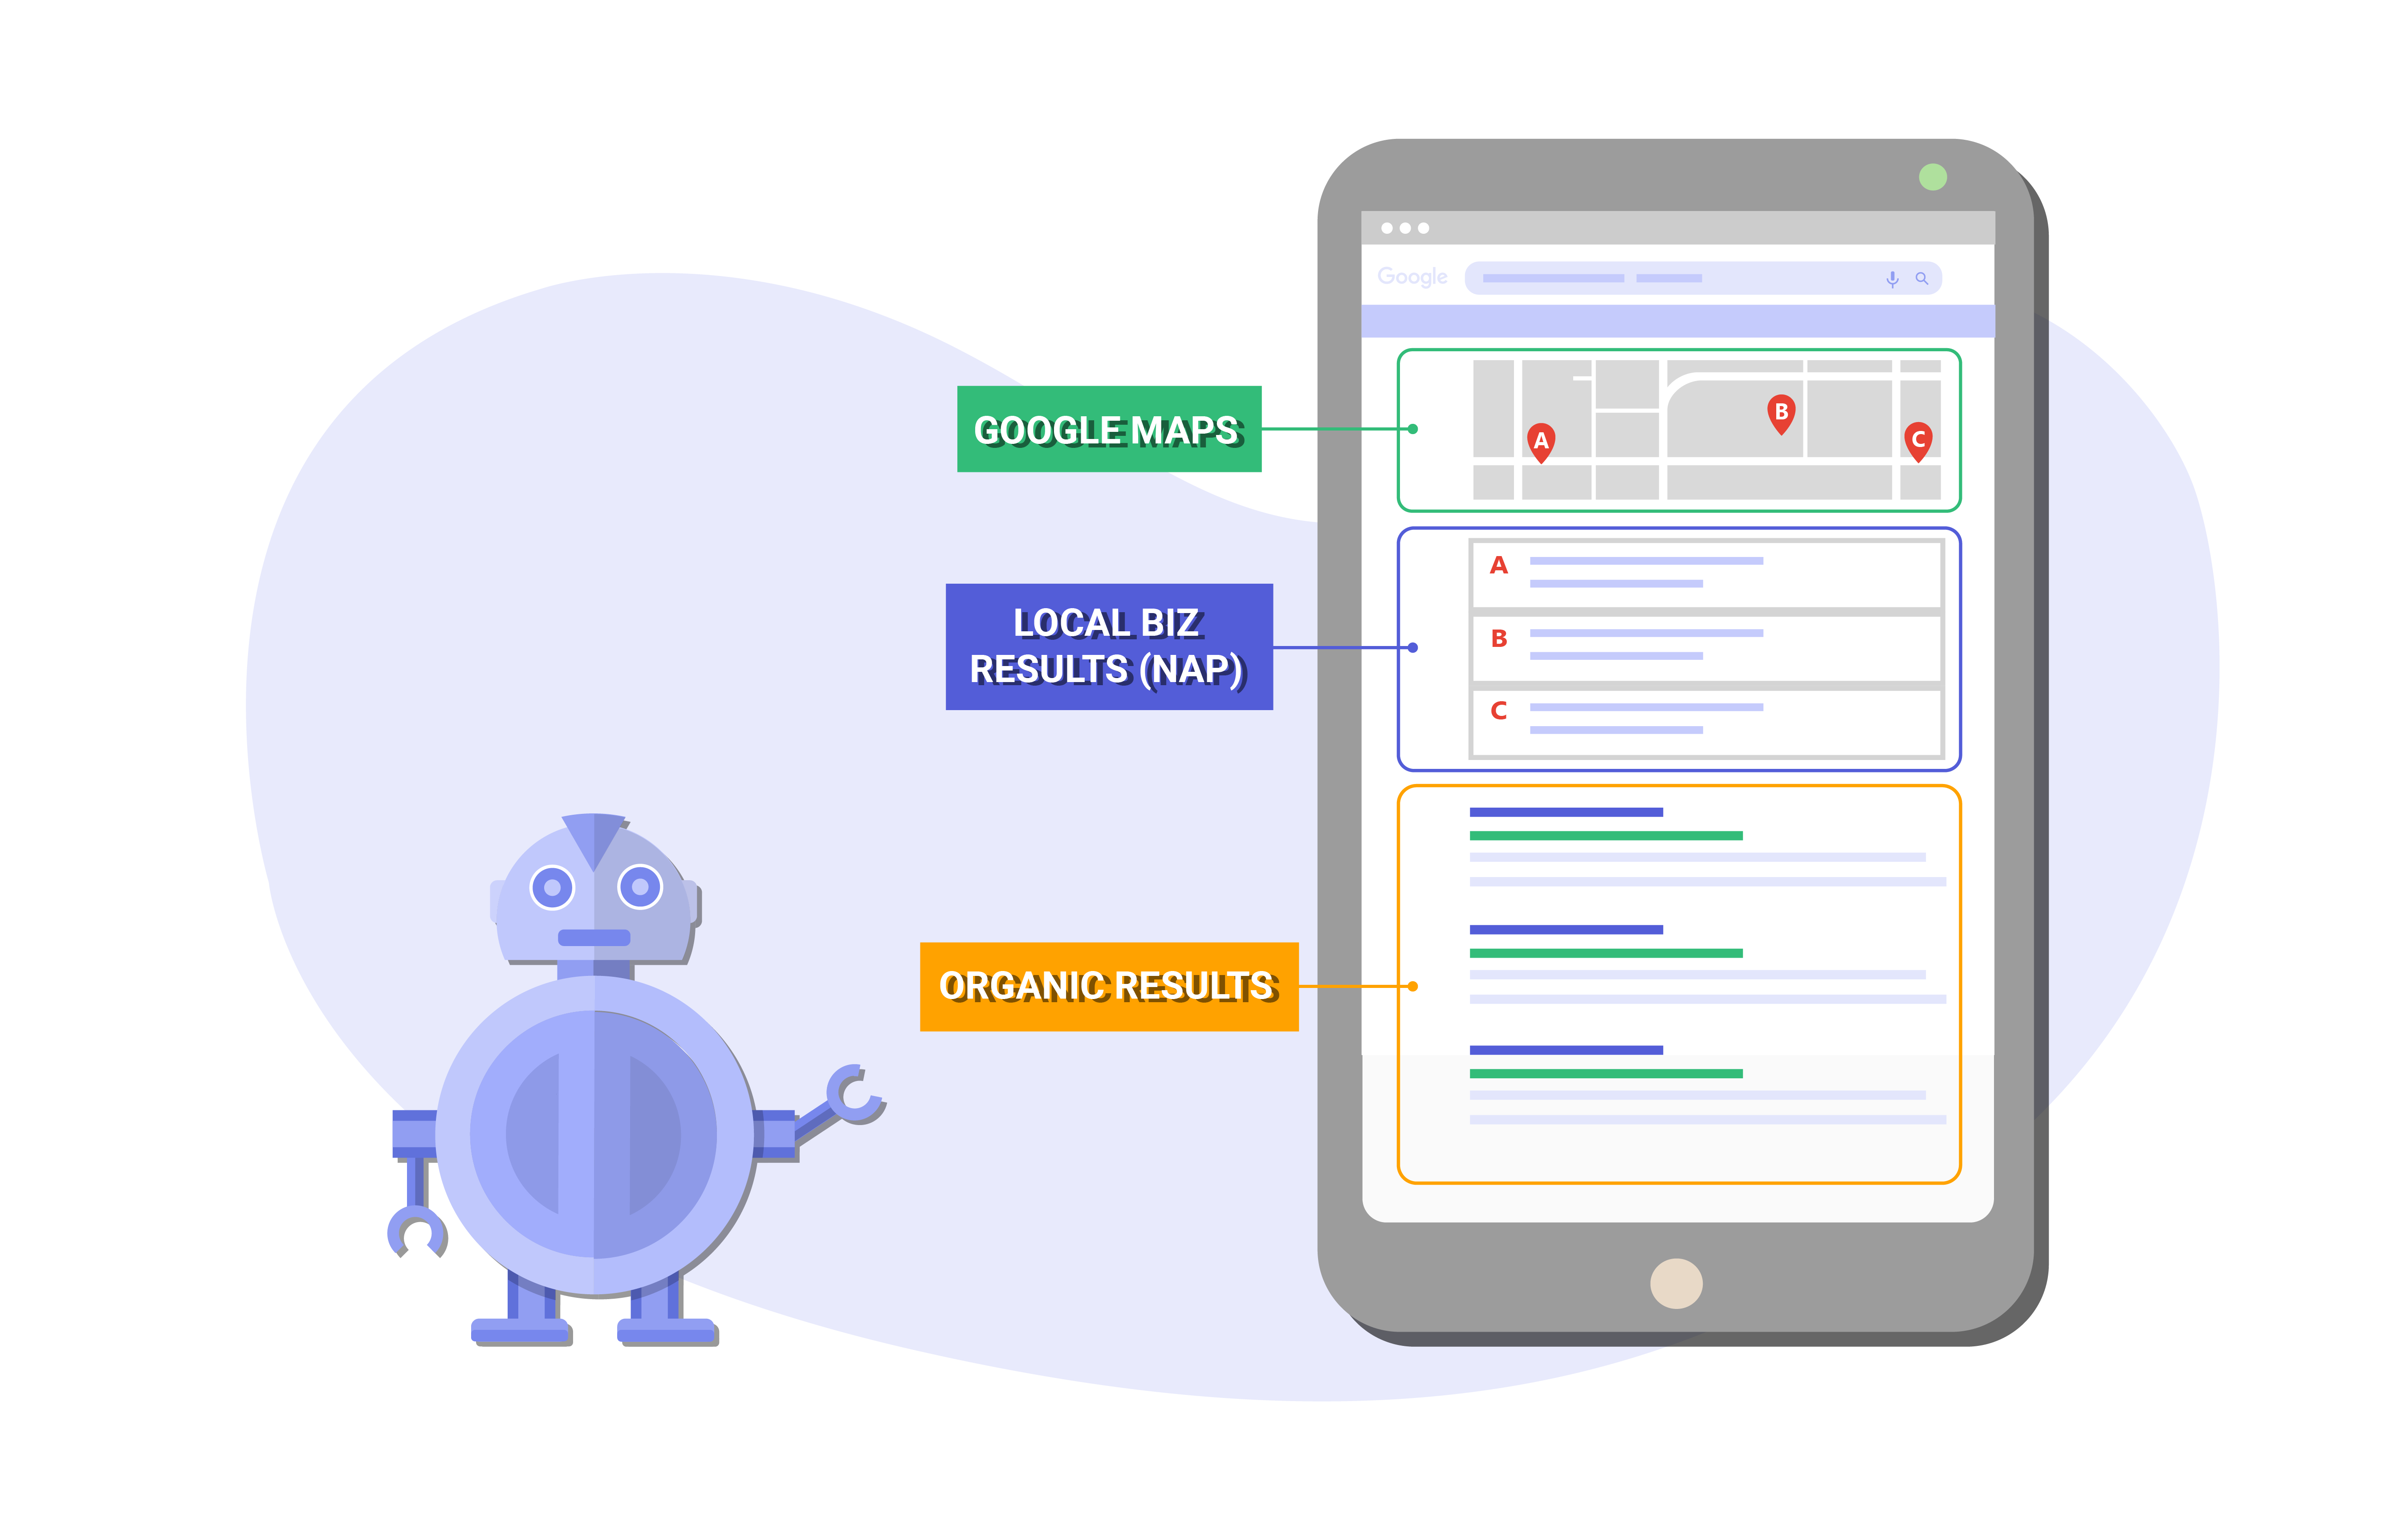 Google
GOOGLE MAPS
A
B
C
LOCAL BIZ
RESULTS (NAP)
A
B
C
ORGANIC RESULTS